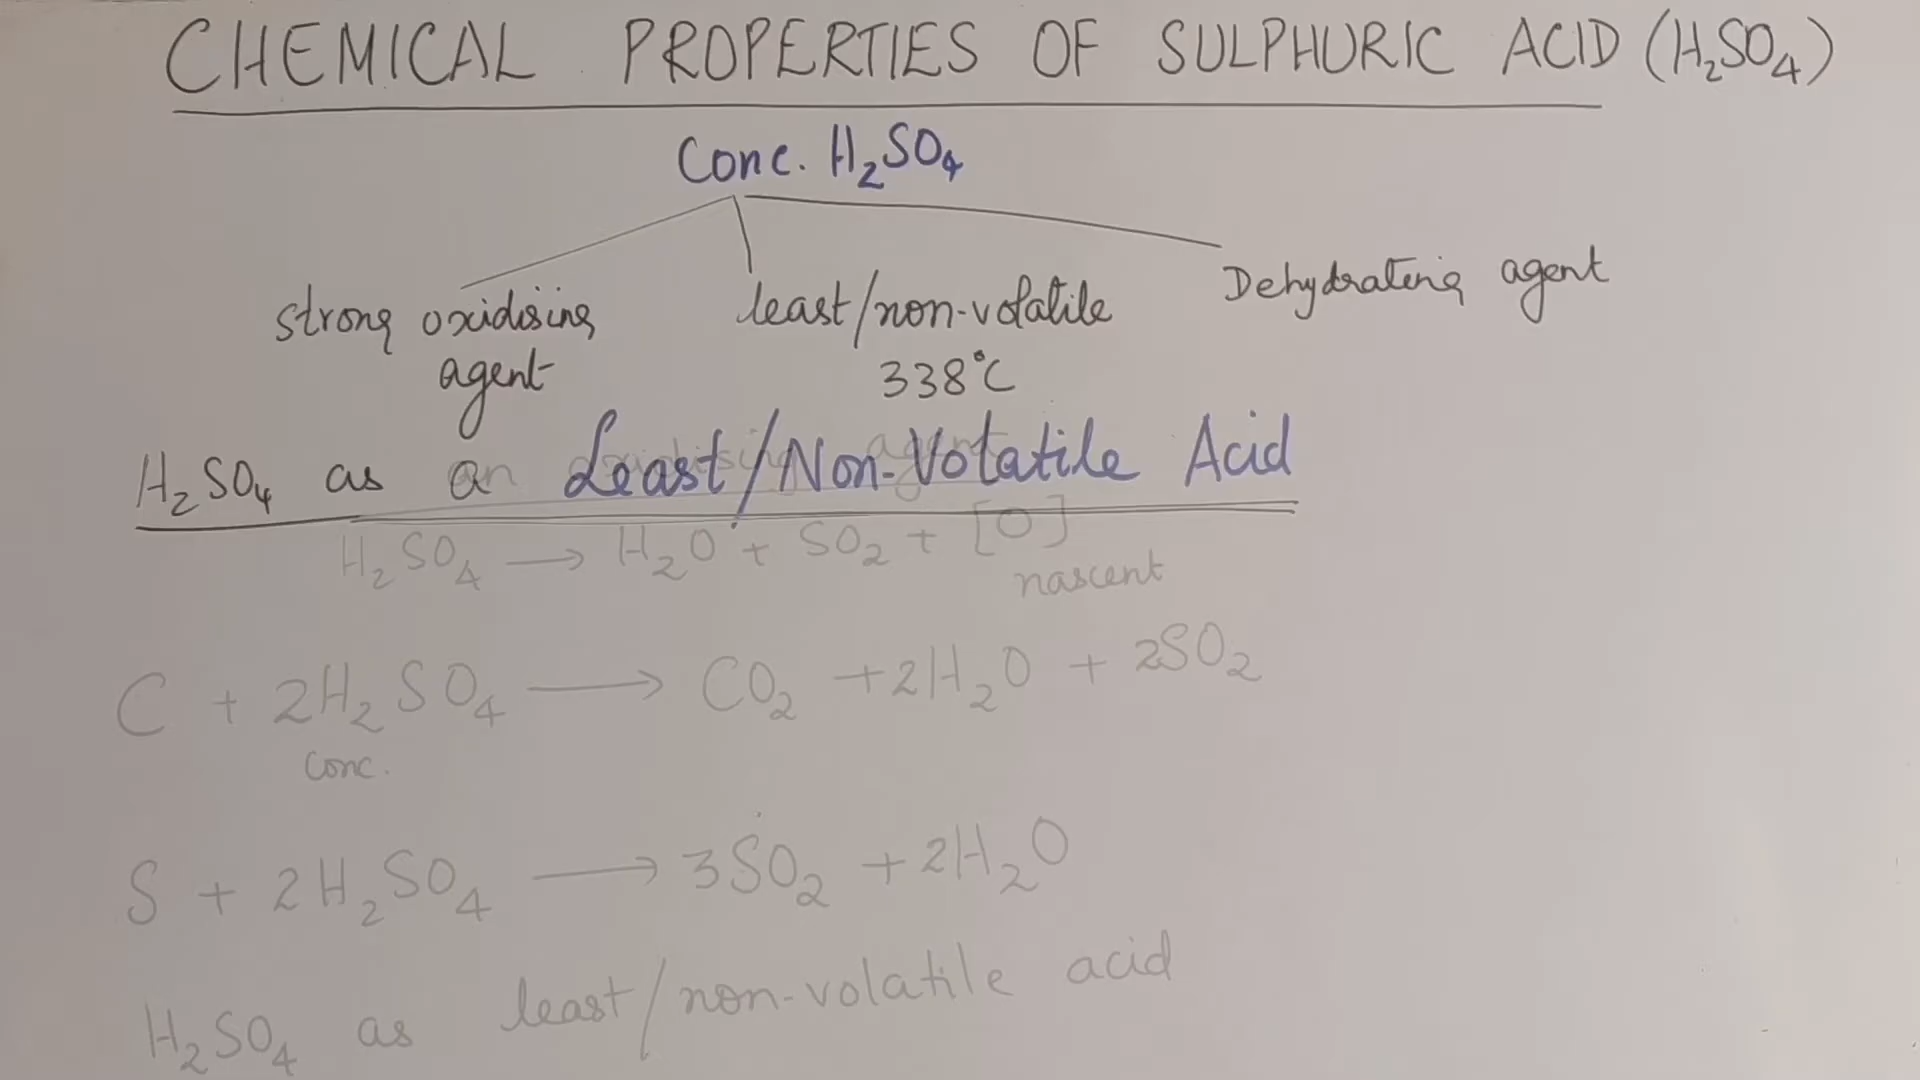 CHEMICAL PROPERTIES OF SULPHURIC ACID (H₂SO₄)
Conc. H₂SO₄
strong oxidising agent
least/non-volatile
338°C
Dehydrating agent
H₂SO₄ as an Least/Non-Volatile Acid
oxidising agent
H₂SO₄ → H₂O + SO₂ + [O]
nascent
C + 2H₂SO₄ → CO₂ + 2H₂O + 2SO₂
conc.
S + 2H₂SO₄ → 3SO₂ + 2H₂O
H₂SO₄ as least/non-volatile acid